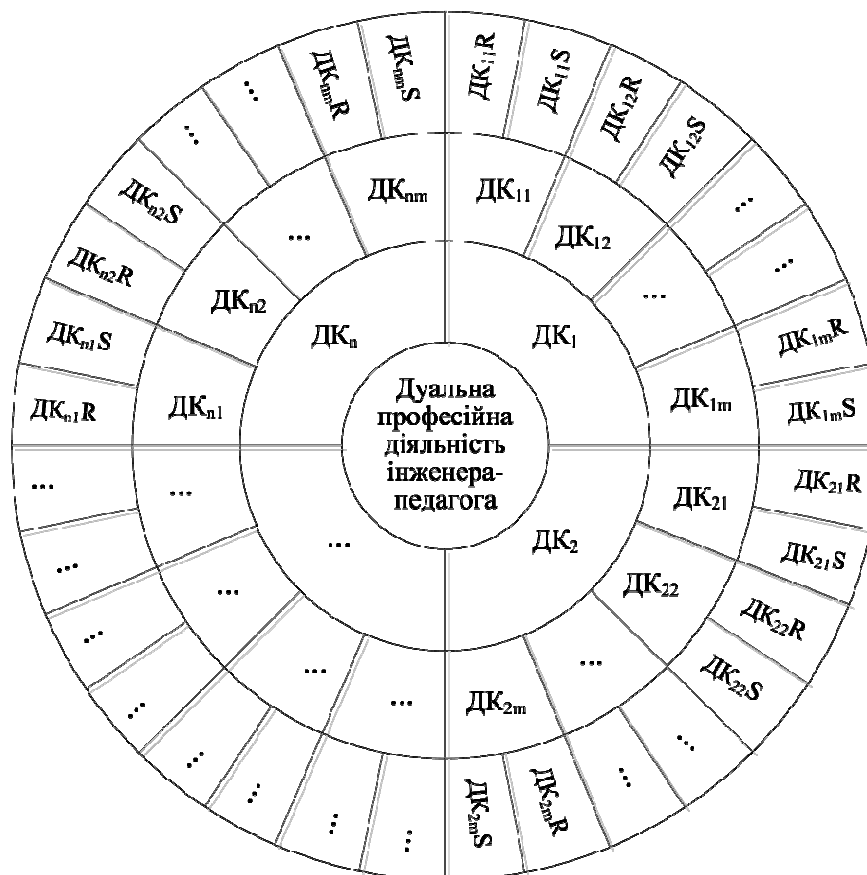 Дуальна
професійна
діяльність
інженера-
педагога
ДК₁
ДК₂
...
ДКₙ
ДК₁₁
ДК₁₂
...
ДК₁ₘ
ДК₂₁
ДК₂₂
...
ДК₂ₘ
...
...
...
...
ДКₙ₁
ДКₙ₂
...
ДКₙₘ
ДК₁₁R
ДК₁₁S
ДК₁₂R
ДК₁₂S
...
...
ДК₁ₘR
ДК₁ₘS
ДК₂₁R
ДК₂₁S
ДК₂₂R
ДК₂₂S
...
...
ДК₂ₘR
ДК₂ₘS
...
...
...
...
...
...
...
...
ДКₙ₁R
ДКₙ₁S
ДКₙ₂R
ДКₙ₂S
...
...
ДКₙₘR
ДКₙₘS